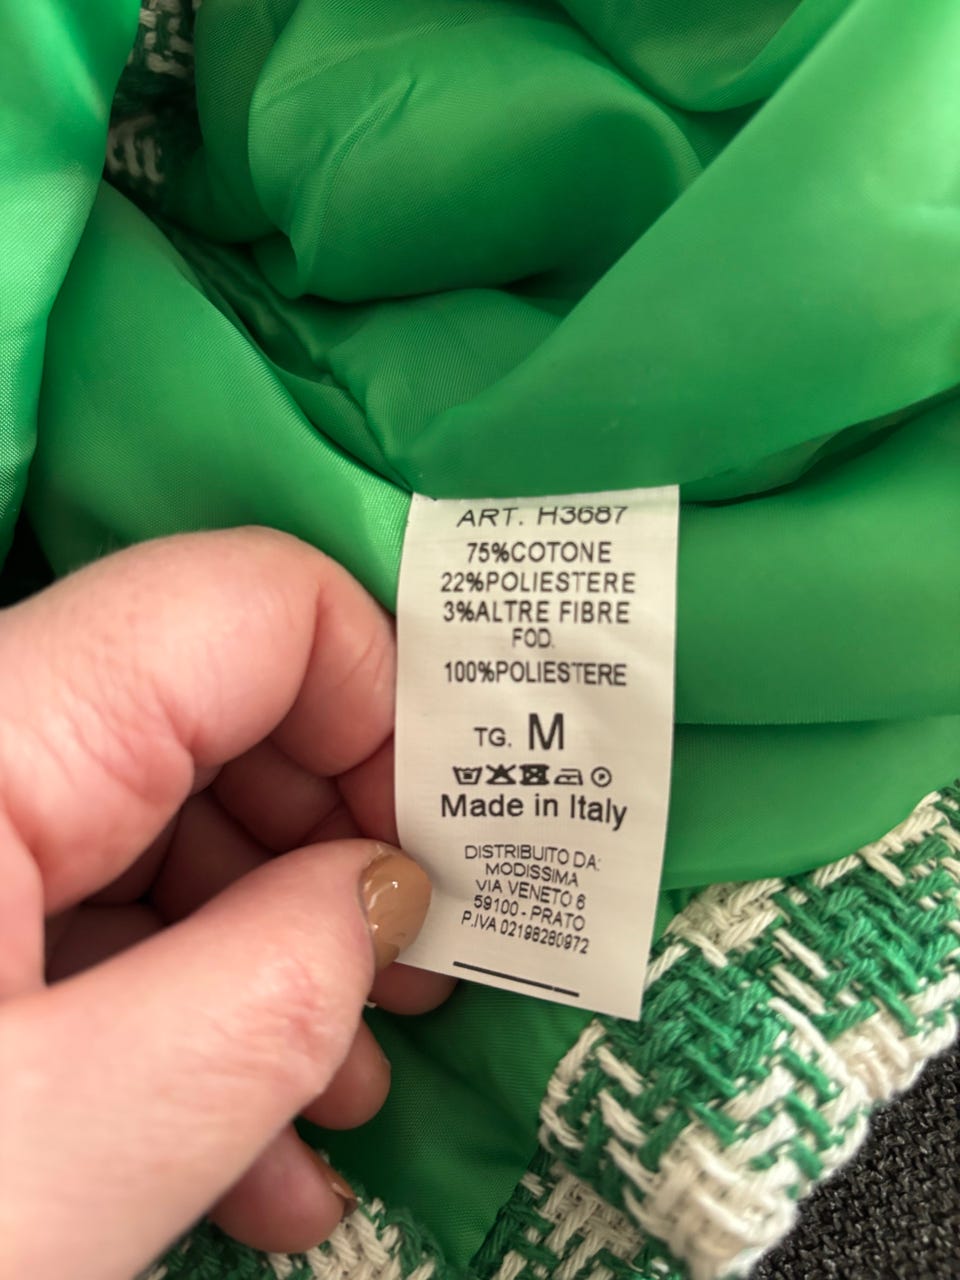 ART. H3687
75%COTONE
22%POLIESTERE
3%ALTRE FIBRE
FOD.
100%POLIESTERE
TG. M
Made in Italy
DISTRIBUITO DA:
MODISSIMA
VIA VENETO 6
59100 - PRATO
P.IVA 02198280972